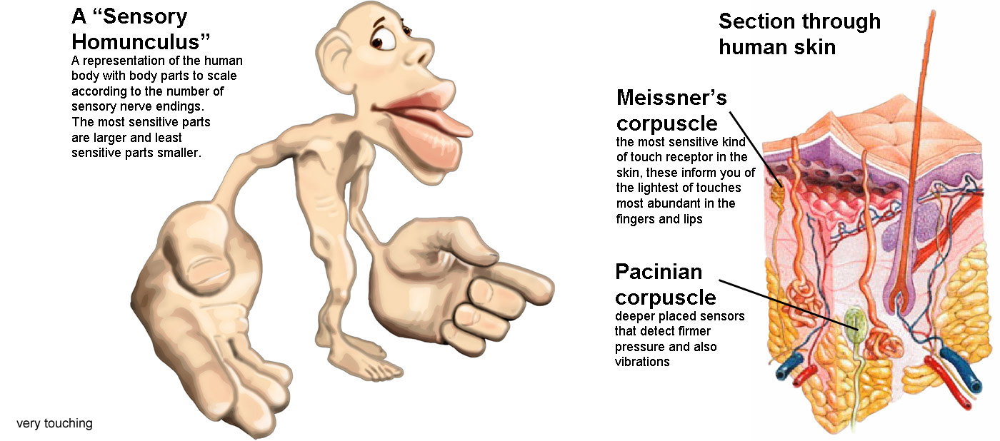 A “Sensory
Homunculus”
A representation of the human
body with body parts to scale
according to the number of
sensory nerve endings.
The most sensitive parts
are larger and least
sensitive parts smaller.
very touching
Section through
human skin
Meissner’s
corpuscle
the most sensitive kind
of touch receptor in the
skin, these inform you of
the lightest of touches
most abundant in the
fingers and lips
Pacinian
corpuscle
deeper placed sensors
that detect firmer
pressure and also
vibrations